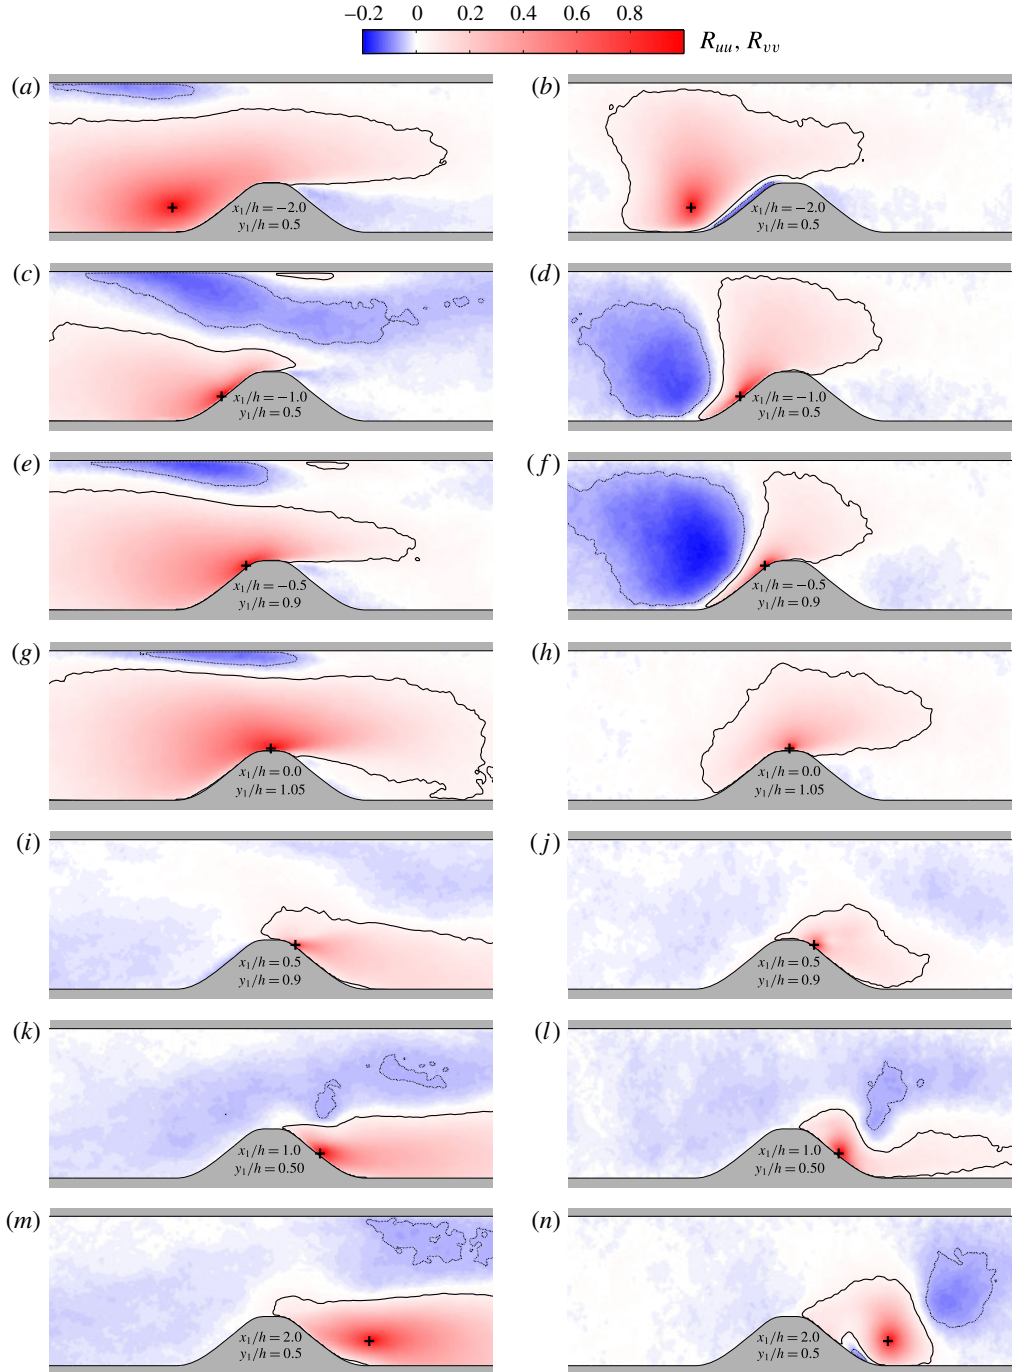 −0.2 0 0.2 0.4 0.6 0.8
R_{uu}, R_{vv}
(a) (b)
x₁/h = −2.0 x₁/h = −2.0
y₁/h = 0.5 y₁/h = 0.5
(c) (d)
x₁/h = −1.0 x₁/h = −1.0
y₁/h = 0.5 y₁/h = 0.5
(e) (f)
x₁/h = −0.5 x₁/h = −0.5
y₁/h = 0.9 y₁/h = 0.9
(g) (h)
x₁/h = 0.0 x₁/h = 0.0
y₁/h = 1.05 y₁/h = 1.05
(i) (j)
x₁/h = 0.5 x₁/h = 0.5
y₁/h = 0.9 y₁/h = 0.9
(k) (l)
x₁/h = 1.0 x₁/h = 1.0
y₁/h = 0.50 y₁/h = 0.50
(m) (n)
x₁/h = 2.0 x₁/h = 2.0
y₁/h = 0.5 y₁/h = 0.5